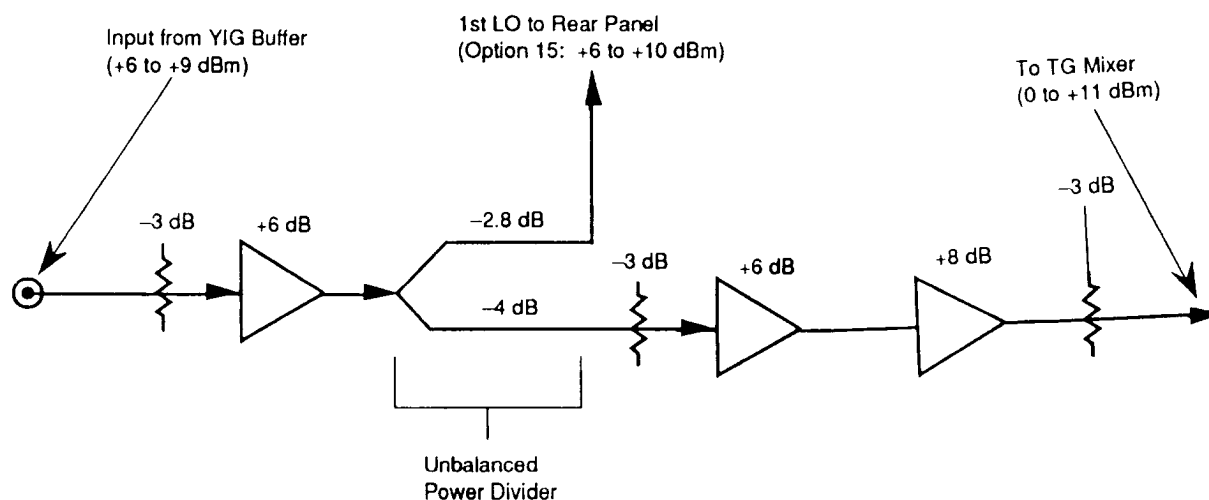 Input from YIG Buffer
(+6 to +9 dBm)
1st LO to Rear Panel
(Option 15: +6 to +10 dBm)
To TG Mixer
(0 to +11 dBm)
−3 dB
+6 dB
−2.8 dB
−4 dB
−3 dB
+6 dB
+8 dB
−3 dB
Unbalanced
Power Divider